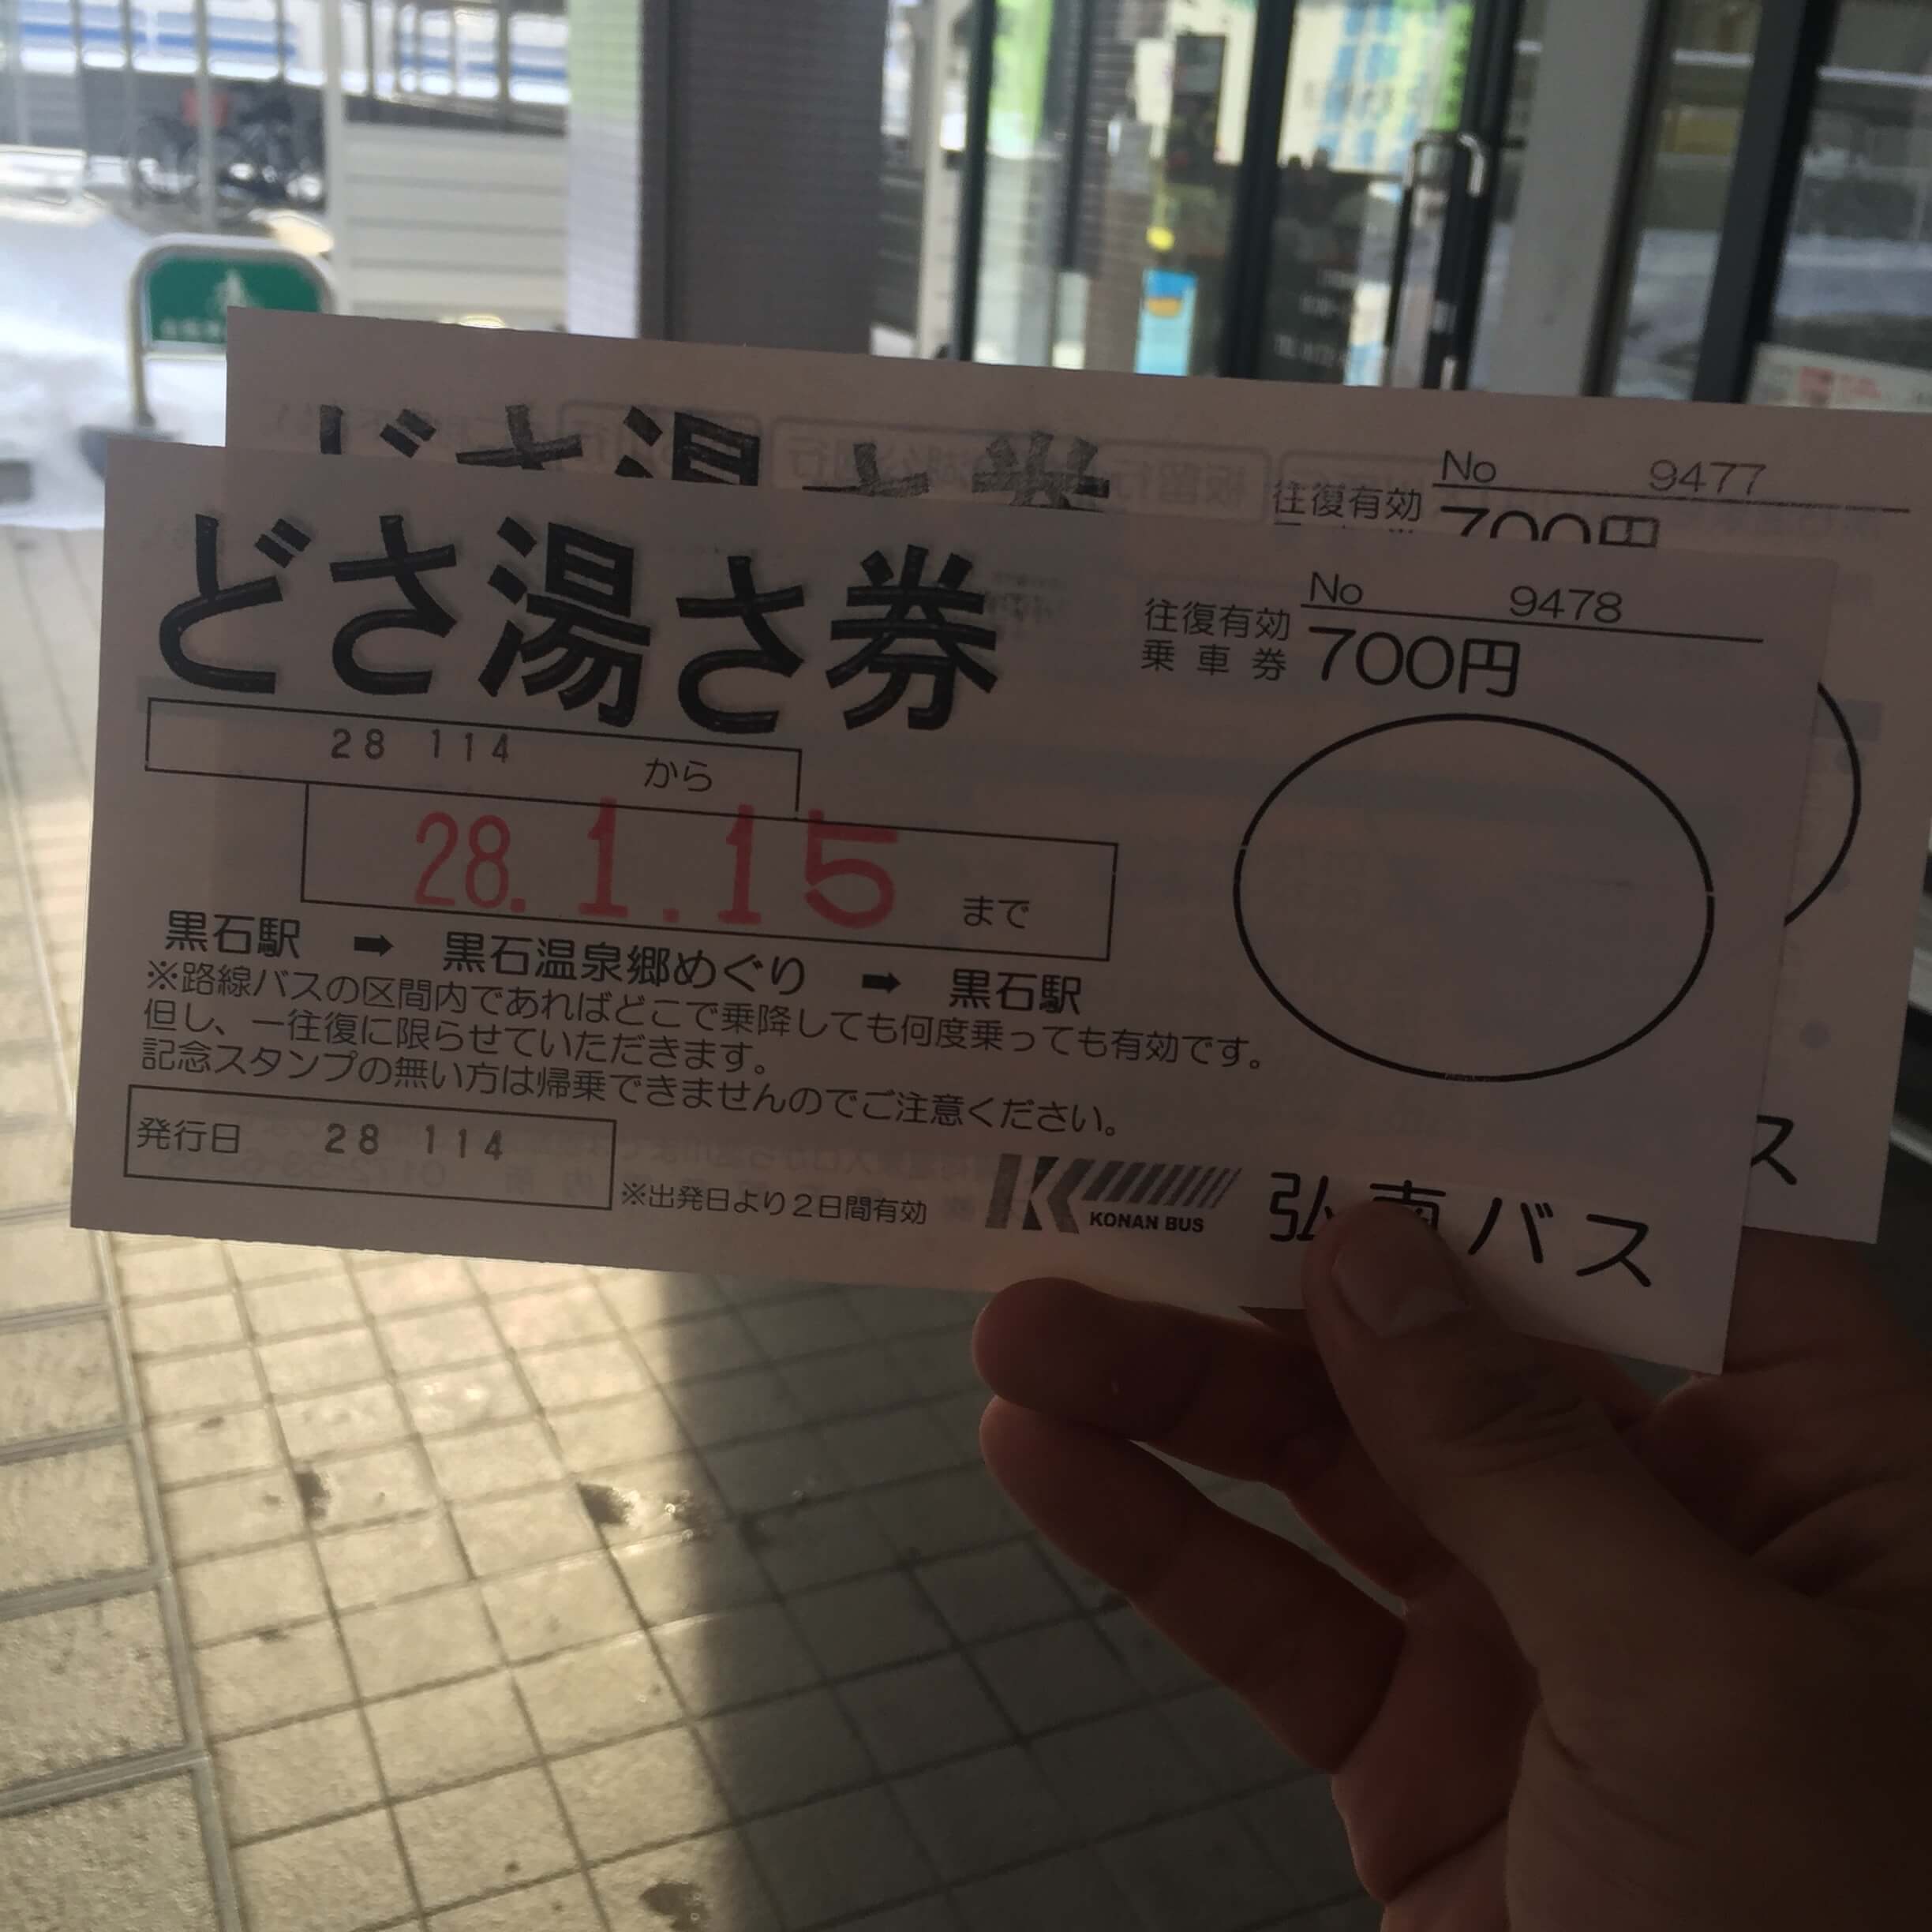 No 9477
往復有効
700円
どさ湯さ券
No 9478
往復有効
乗車券 700円
28 114 から
28.1.15 まで
黒石駅 ➡ 黒石温泉郷めぐり ➡ 黒石駅
※路線バスの区間内であればどこで乗降しても何度乗っても有効です。
但し、一往復に限らせていただきます。
記念スタンプの無い方は帰乗できませんのでご注意ください。
発行日 28 114
※出発日より2日間有効
KONAN BUS
弘南バス
ス